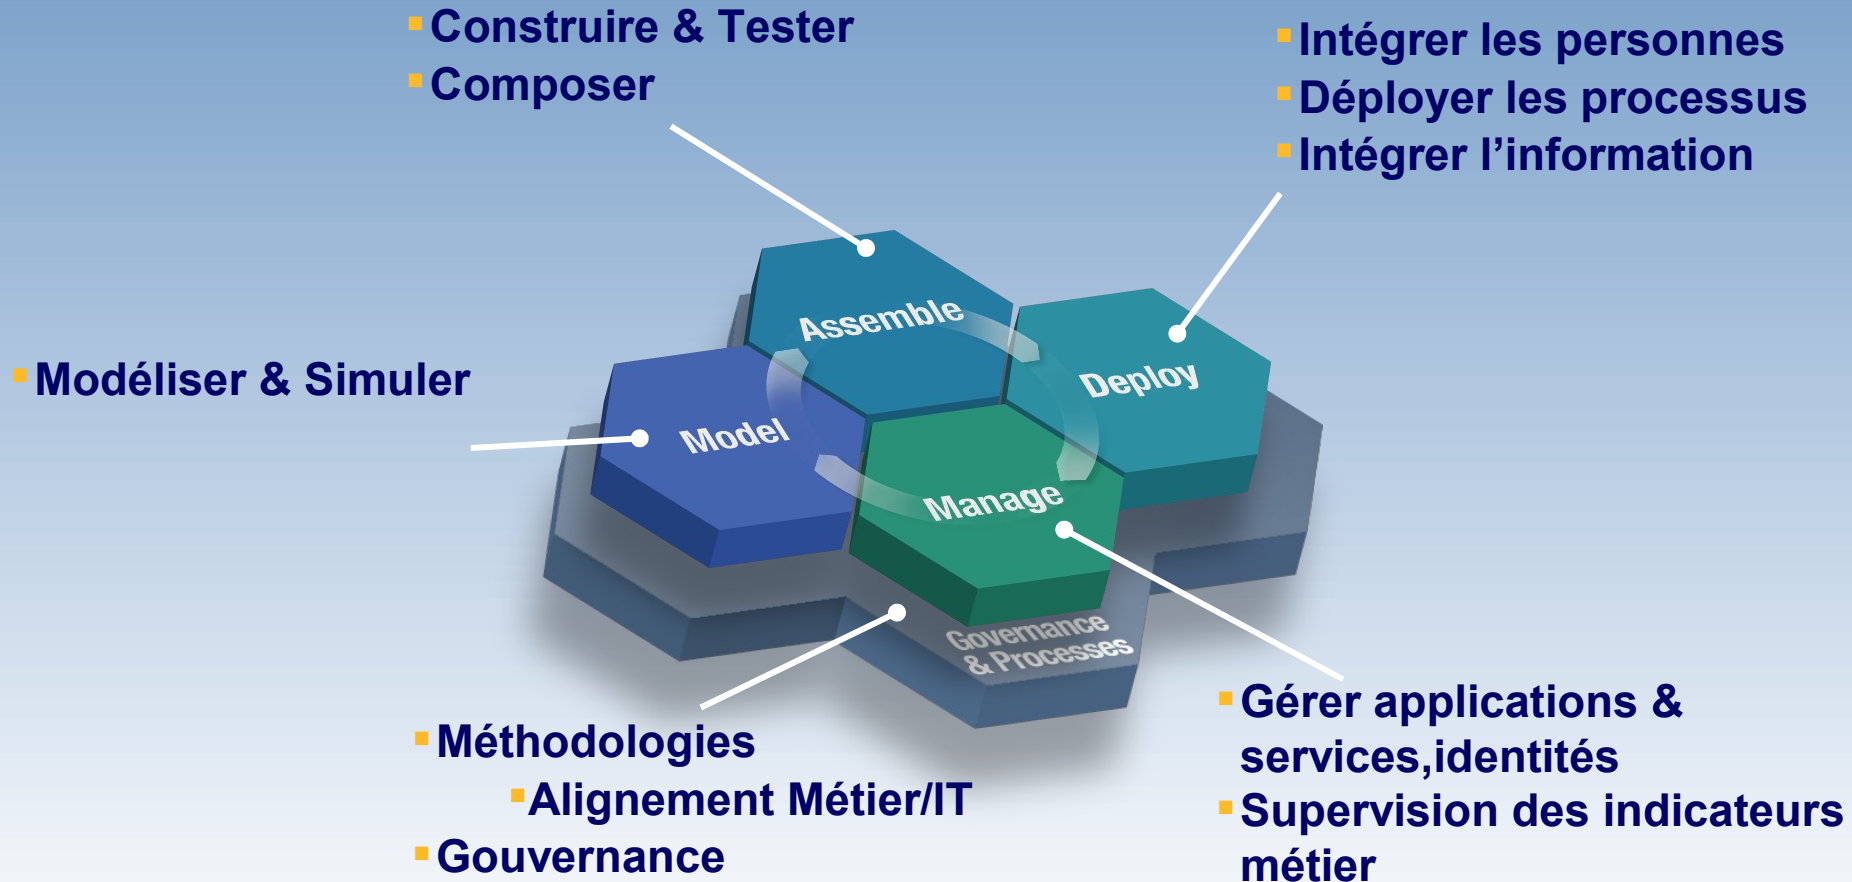 ▪Construire & Tester
▪Composer
▪Intégrer les personnes
▪Déployer les processus
▪Intégrer l’information
▪Modéliser & Simuler
Assemble
Deploy
Model
Manage
Governance
& Processes
▪Méthodologies
▪Alignement Métier/IT
▪Gouvernance
▪Gérer applications &
services,identités
▪Supervision des indicateurs
métier